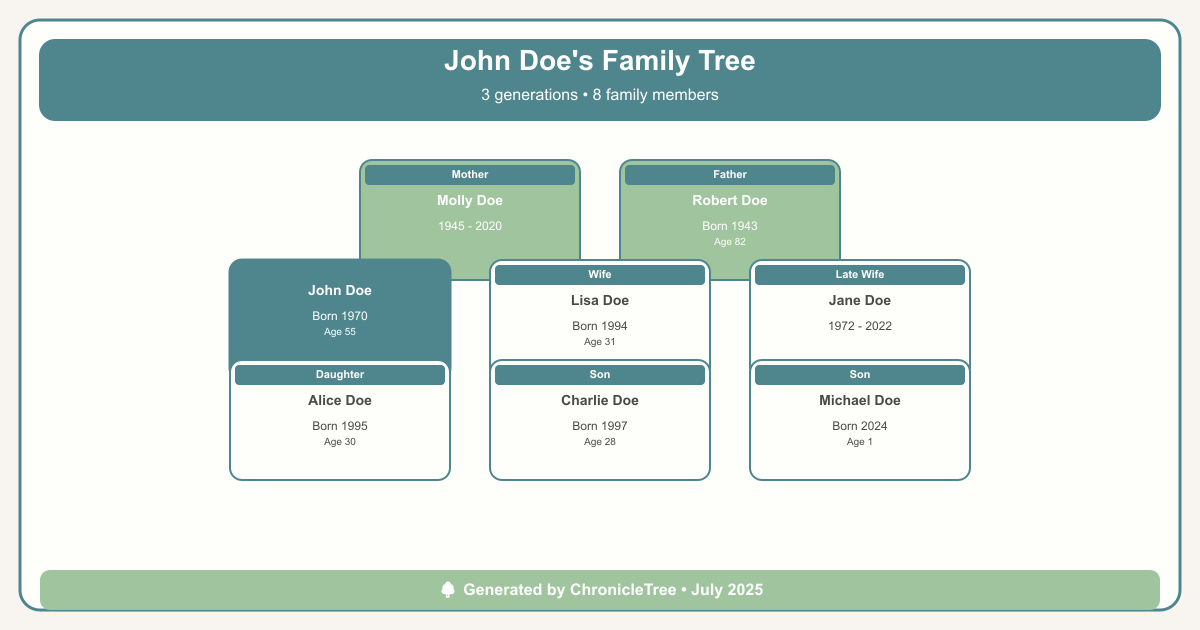 John Doe's Family Tree
3 generations • 8 family members
Mother
Molly Doe
1945 - 2020
Father
Robert Doe
Born 1943
Age 82
John Doe
Born 1970
Age 55
Wife
Lisa Doe
Born 1994
Age 31
Late Wife
Jane Doe
1972 - 2022
Daughter
Alice Doe
Born 1995
Age 30
Son
Charlie Doe
Born 1997
Age 28
Son
Michael Doe
Born 2024
Age 1
Generated by ChronicleTree • July 2025